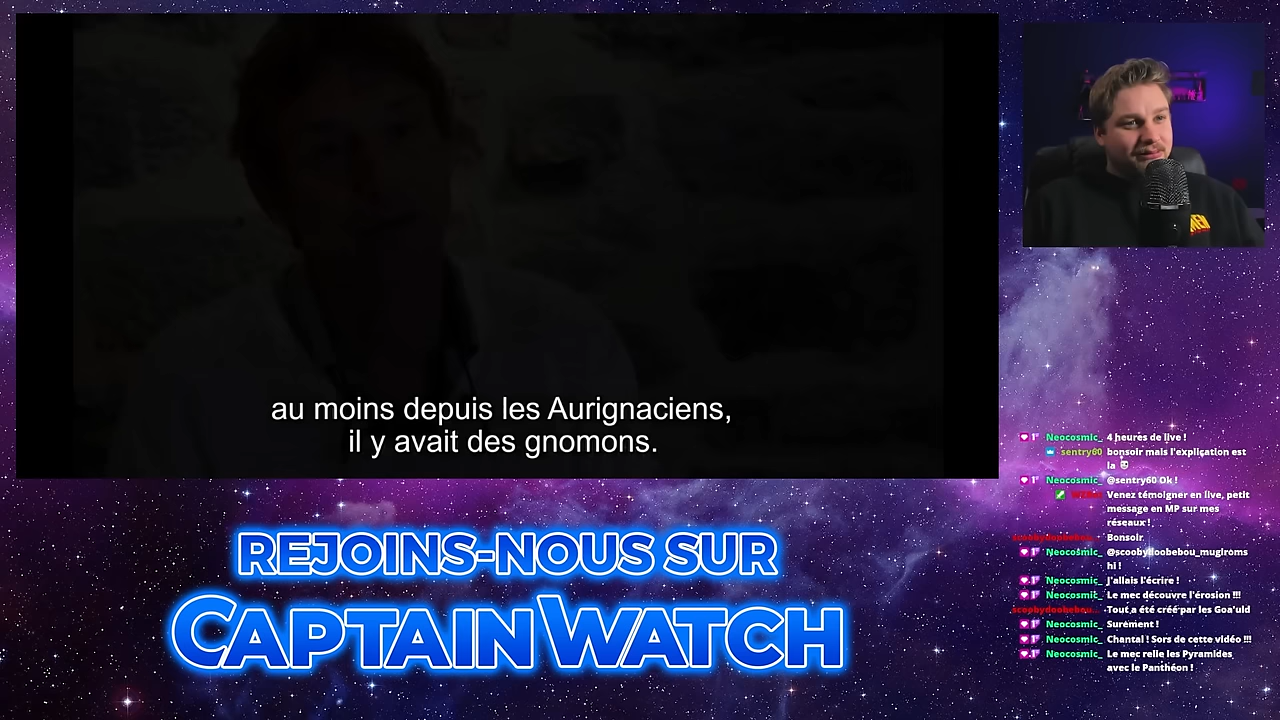 au moins depuis les Aurignaciens,
il y avait des gnomons.
REJOINS-NOUS SUR
CAPTAINWATCH
Neocosmic_ 4 heures de live !
sentry60 bonsoir mais l'explication est
la
Neocosmic_ @sentry60 Ok !
Venez témoigner en live, petit
message en MP sur mes
réseaux !
Bonsoir
Neocosmic_ @scoobydoobebou_mugiroms
hi !
Neocosmic_ J'allais l'écrire !
Neocosmic_ Le mec découvre l'érosion !!!
scoobydoobebou... Tout a été créé par les Goa'uld
Neocosmic_ Surement !
Neocosmic_ Chantal ! Sors de cette vidéo !!!
Neocosmic_ Le mec relie les Pyramides
avec le Panthéon !